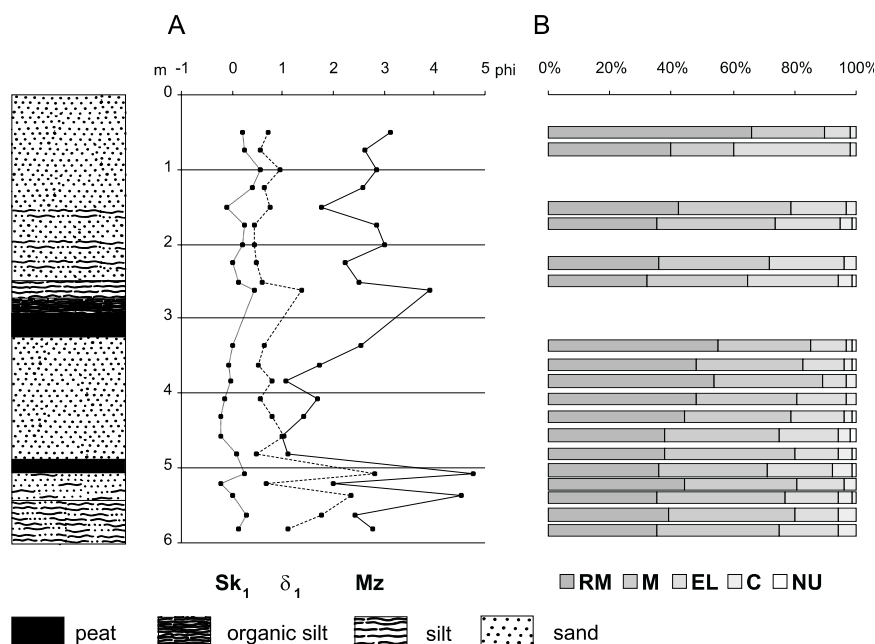 A
B
m -1 0 1 2 3 4 5 phi
0% 20% 40% 60% 80% 100%
0
1
2
3
4
5
6
Sk1 δ1 Mz
RM M EL C NU
peat organic silt silt sand